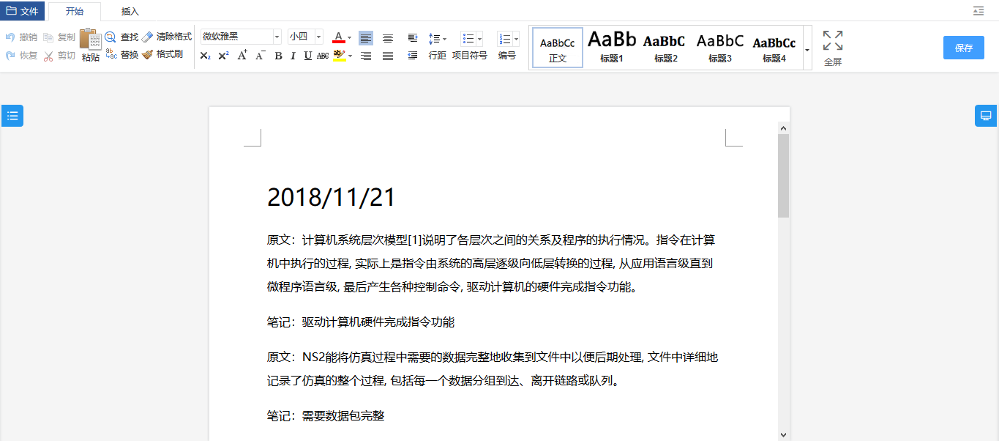 文件 开始 插入
撤销 复制 粘贴 查找 清除格式 微软雅黑 小四 A
恢复 剪切 替换 格式刷 X₂ X² A⁺ A⁻ B I U ABC ab 行距 项目符号 编号
AaBbCc AaBb AaBbC AaBbC AaBbCc
正文 标题1 标题2 标题3 标题4
全屏
保存
2018/11/21
原文：计算机系统层次模型[1]说明了各层次之间的关系及程序的执行情况。指令在计算
机中执行的过程, 实际上是指令由系统的高层逐级向低层转换的过程, 从应用语言级直到
微程序语言级, 最后产生各种控制命令, 驱动计算机的硬件完成指令功能。
笔记：驱动计算机硬件完成指令功能
原文：NS2能将仿真过程中需要的数据完整地收集到文件中以便后期处理, 文件中详细地
记录了仿真的整个过程, 包括每一个数据分组到达、离开链路或队列。
笔记：需要数据包完整